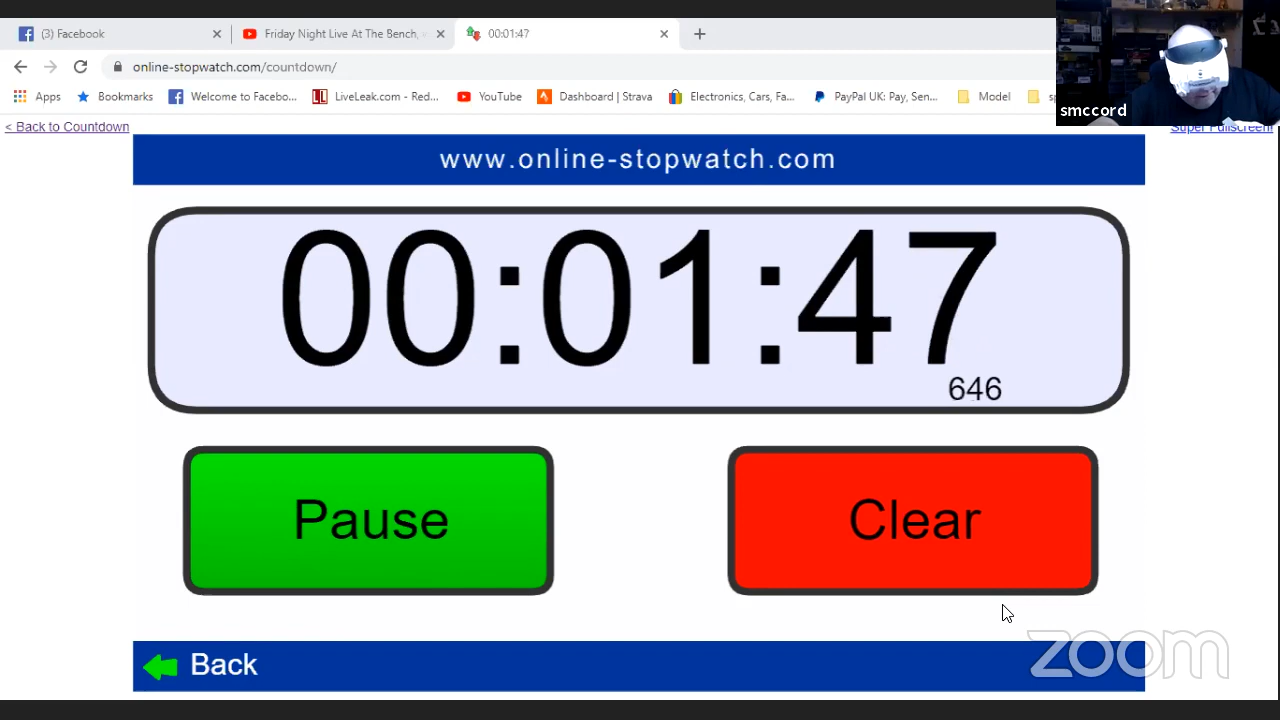 (3) Facebook
Friday Night Live At The Bench,
00:01:47
online-stopwatch.com/countdown/
Apps Bookmarks Welcome to Facebo... LiveLeak.com - Red... YouTube Dashboard | Strava Electronics, Cars, Fa... PayPal UK: Pay, Sen... Model
smccord
< Back to Countdown
Super Fullscreen!
www.online-stopwatch.com
00:01:47
646
Pause
Clear
Back
zoom